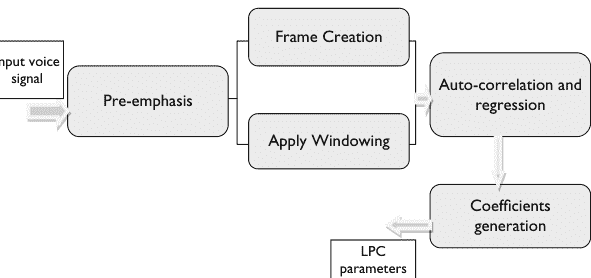 nput voice
signal
Pre-emphasis
Frame Creation
Apply Windowing
Auto-correlation and
regression
Coefficients
generation
LPC
parameters